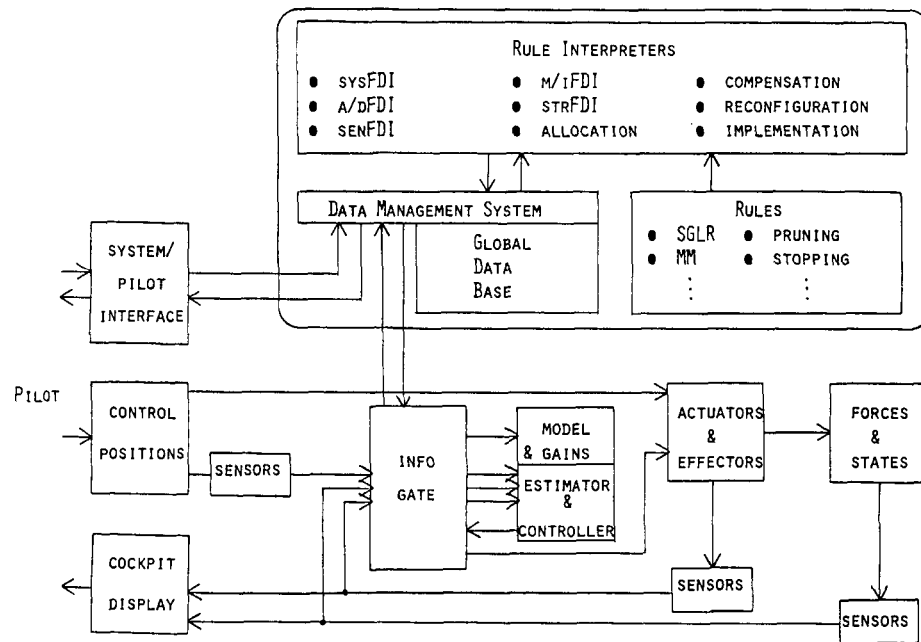 RULE INTERPRETERS
● SYSFDI
● A/DFDI
● SENFDI
● M/IFDI
● STRFDI
● ALLOCATION
● COMPENSATION
● RECONFIGURATION
● IMPLEMENTATION
DATA MANAGEMENT SYSTEM
GLOBAL
DATA
BASE
RULES
● SGLR
● MM
⋮
● PRUNING
● STOPPING
⋮
SYSTEM/
PILOT
INTERFACE
PILOT
CONTROL
POSITIONS
SENSORS
INFO
GATE
MODEL
& GAINS
ESTIMATOR
&
CONTROLLER
ACTUATORS
&
EFFECTORS
FORCES
&
STATES
COCKPIT
DISPLAY
SENSORS
SENSORS